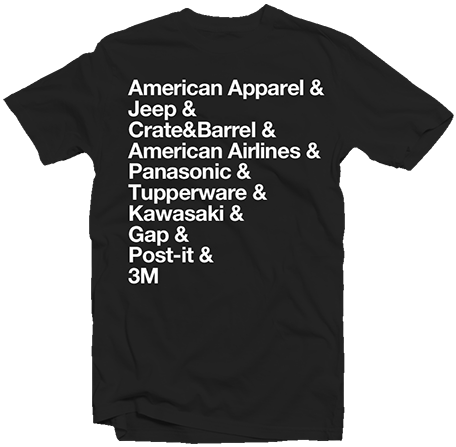 American Apparel &
Jeep &
Crate&Barrel &
American Airlines &
Panasonic &
Tupperware &
Kawasaki &
Gap &
Post-it &
3M